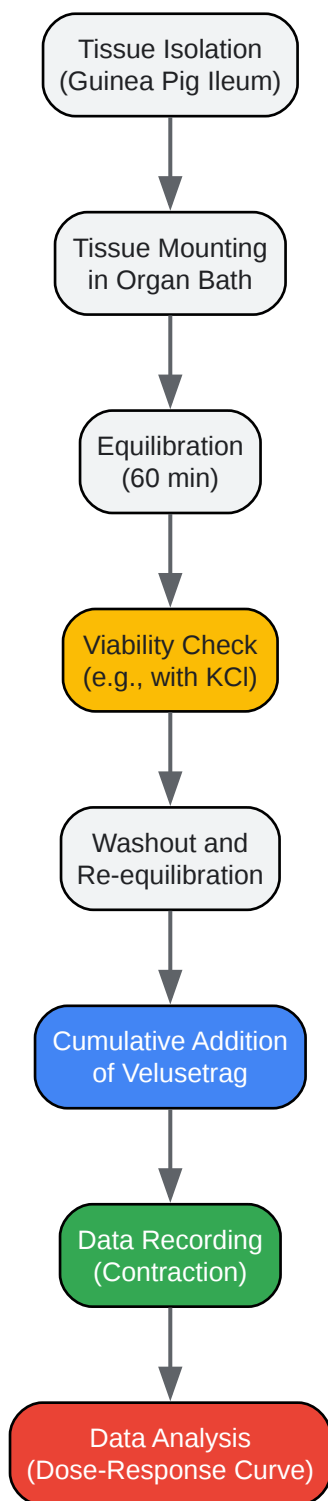 Tissue Isolation
(Guinea Pig Ileum)
Tissue Mounting
in Organ Bath
Equilibration
(60 min)
Viability Check
(e.g., with KCl)
Washout and
Re-equilibration
Cumulative Addition
of Velusetrag
Data Recording
(Contraction)
Data Analysis
(Dose-Response Curve)